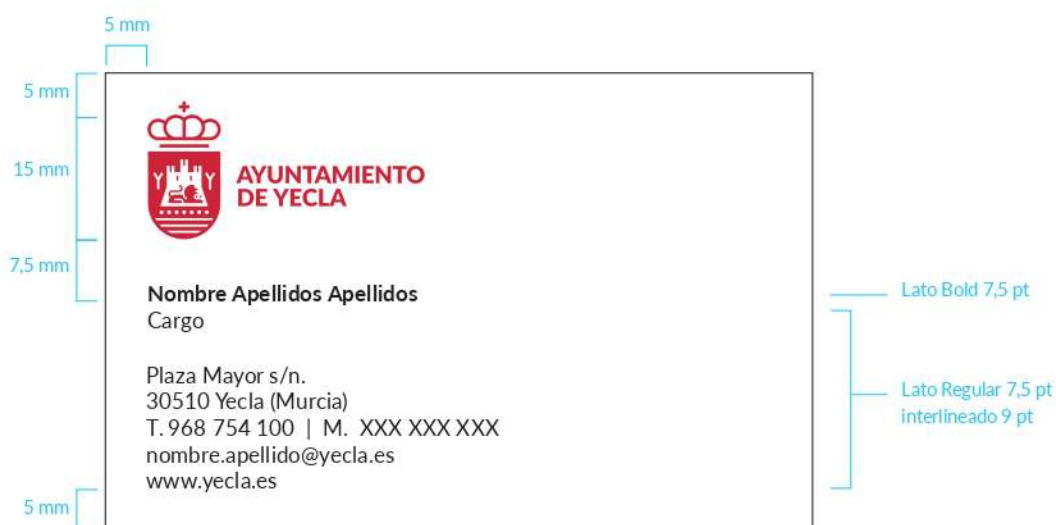 5 mm
5 mm
15 mm
7,5 mm
AYUNTAMIENTO
DE YECLA
Nombre Apellidos Apellidos
Cargo
Plaza Mayor s/n.
30510 Yecla (Murcia)
T. 968 754 100 | M. XXX XXX XXX
nombre.apellido@yecla.es
www.yecla.es
5 mm
Lato Bold 7,5 pt
Lato Regular 7,5 pt
interlineado 9 pt